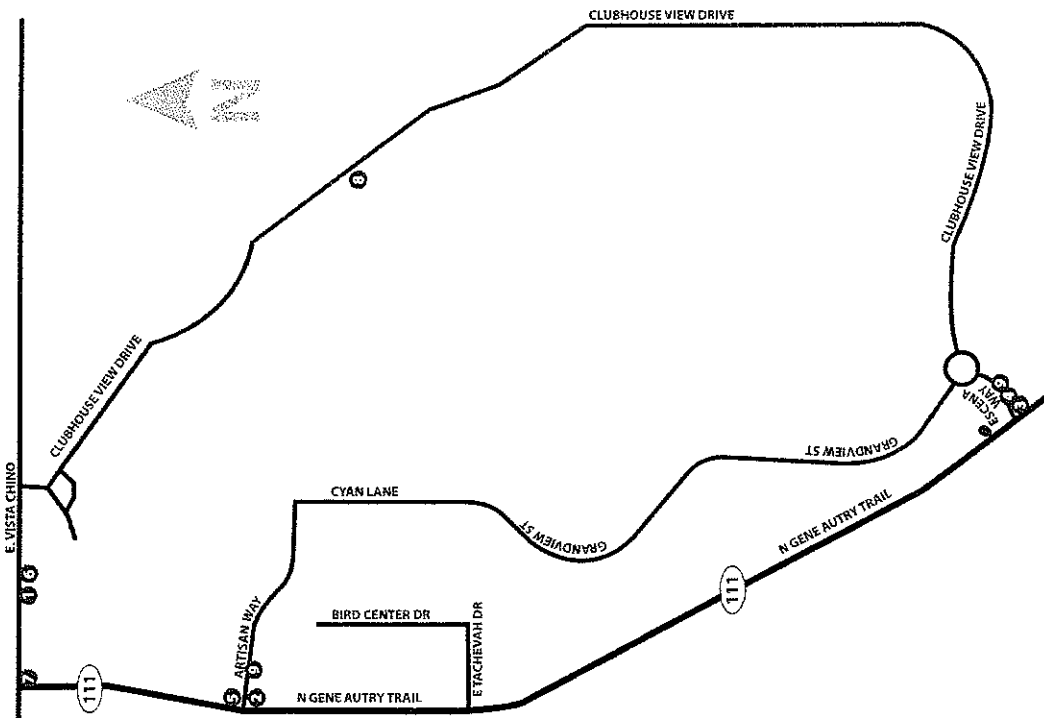 CLUBHOUSE VIEW DRIVE
N
CLUBHOUSE VIEW DRIVE
CLUBHOUSE VIEW DRIVE
E. VISTA CHINO
ESCENA
WAY
GRANDVIEW ST
CYAN LANE
GRANDVIEW ST
N GENE AUTRY TRAIL
111
BIRD CENTER DR
E TACHEVAH DR
ARTISAN WAY
N GENE AUTRY TRAIL
111